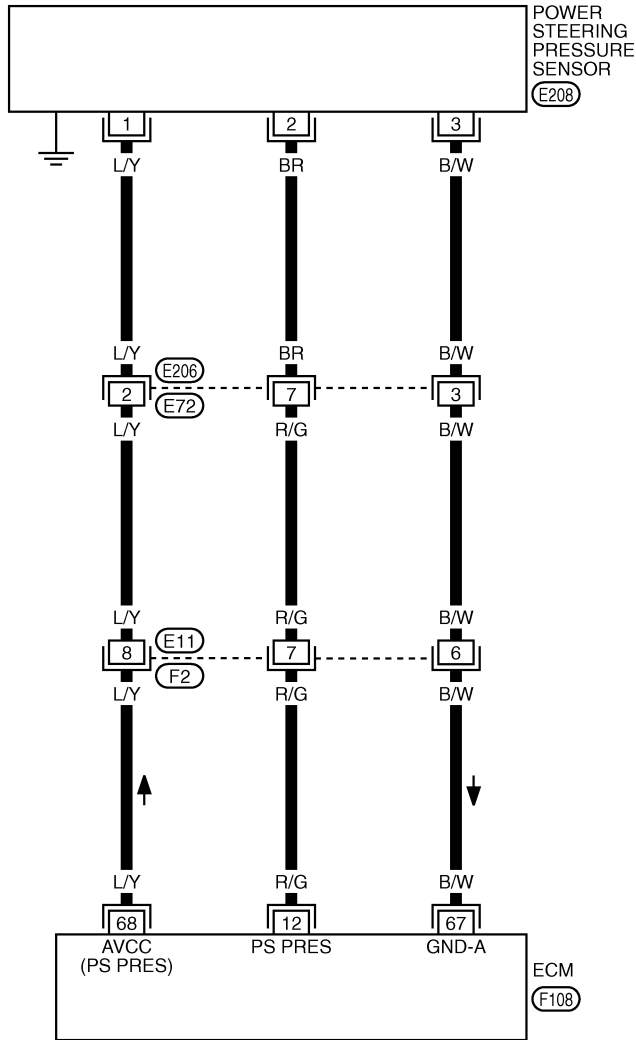 POWER
STEERING
PRESSURE
SENSOR
E208
1 2 3
L/Y BR B/W
L/Y BR B/W
E206
2 7 3
E72
L/Y R/G B/W
L/Y R/G B/W
E11
8 7 6
F2
L/Y R/G B/W
L/Y R/G B/W
68 12 67
AVCC PS PRES GND-A
(PS PRES)
ECM
F108